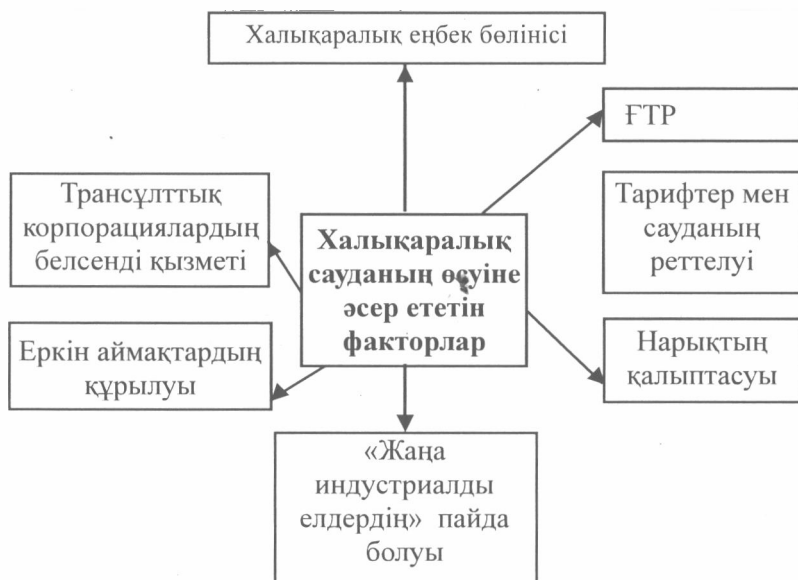 Халықаралық еңбек бөлінісі
ҒТР
Трансұлттық
корпорациялардың
белсенді қызметі
Тарифтер мен
сауданың
реттелуі
Халықаралық
сауданың өсуіне
әсер ететін
факторлар
Еркін аймақтардың
құрылуы
Нарықтың
қалыптасуы
«Жаңа
индустриалды
елдердің» пайда
болуы